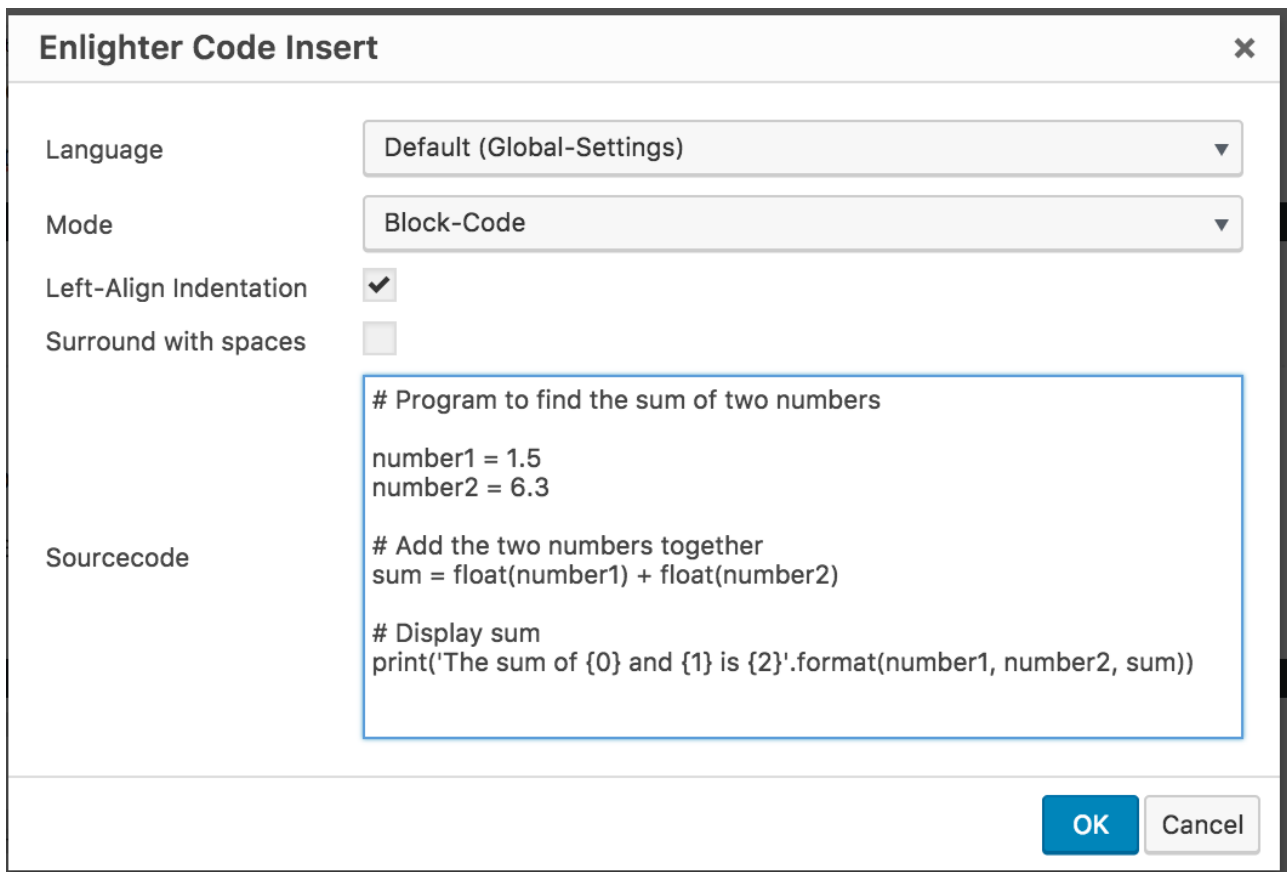 Enlighter Code Insert
Language
Default (Global-Settings)
Mode
Block-Code
Left-Align Indentation
Surround with spaces
Sourcecode
# Program to find the sum of two numbers
number1 = 1.5
number2 = 6.3
# Add the two numbers together
sum = float(number1) + float(number2)
# Display sum
print('The sum of {0} and {1} is {2}'.format(number1, number2, sum))
OK
Cancel